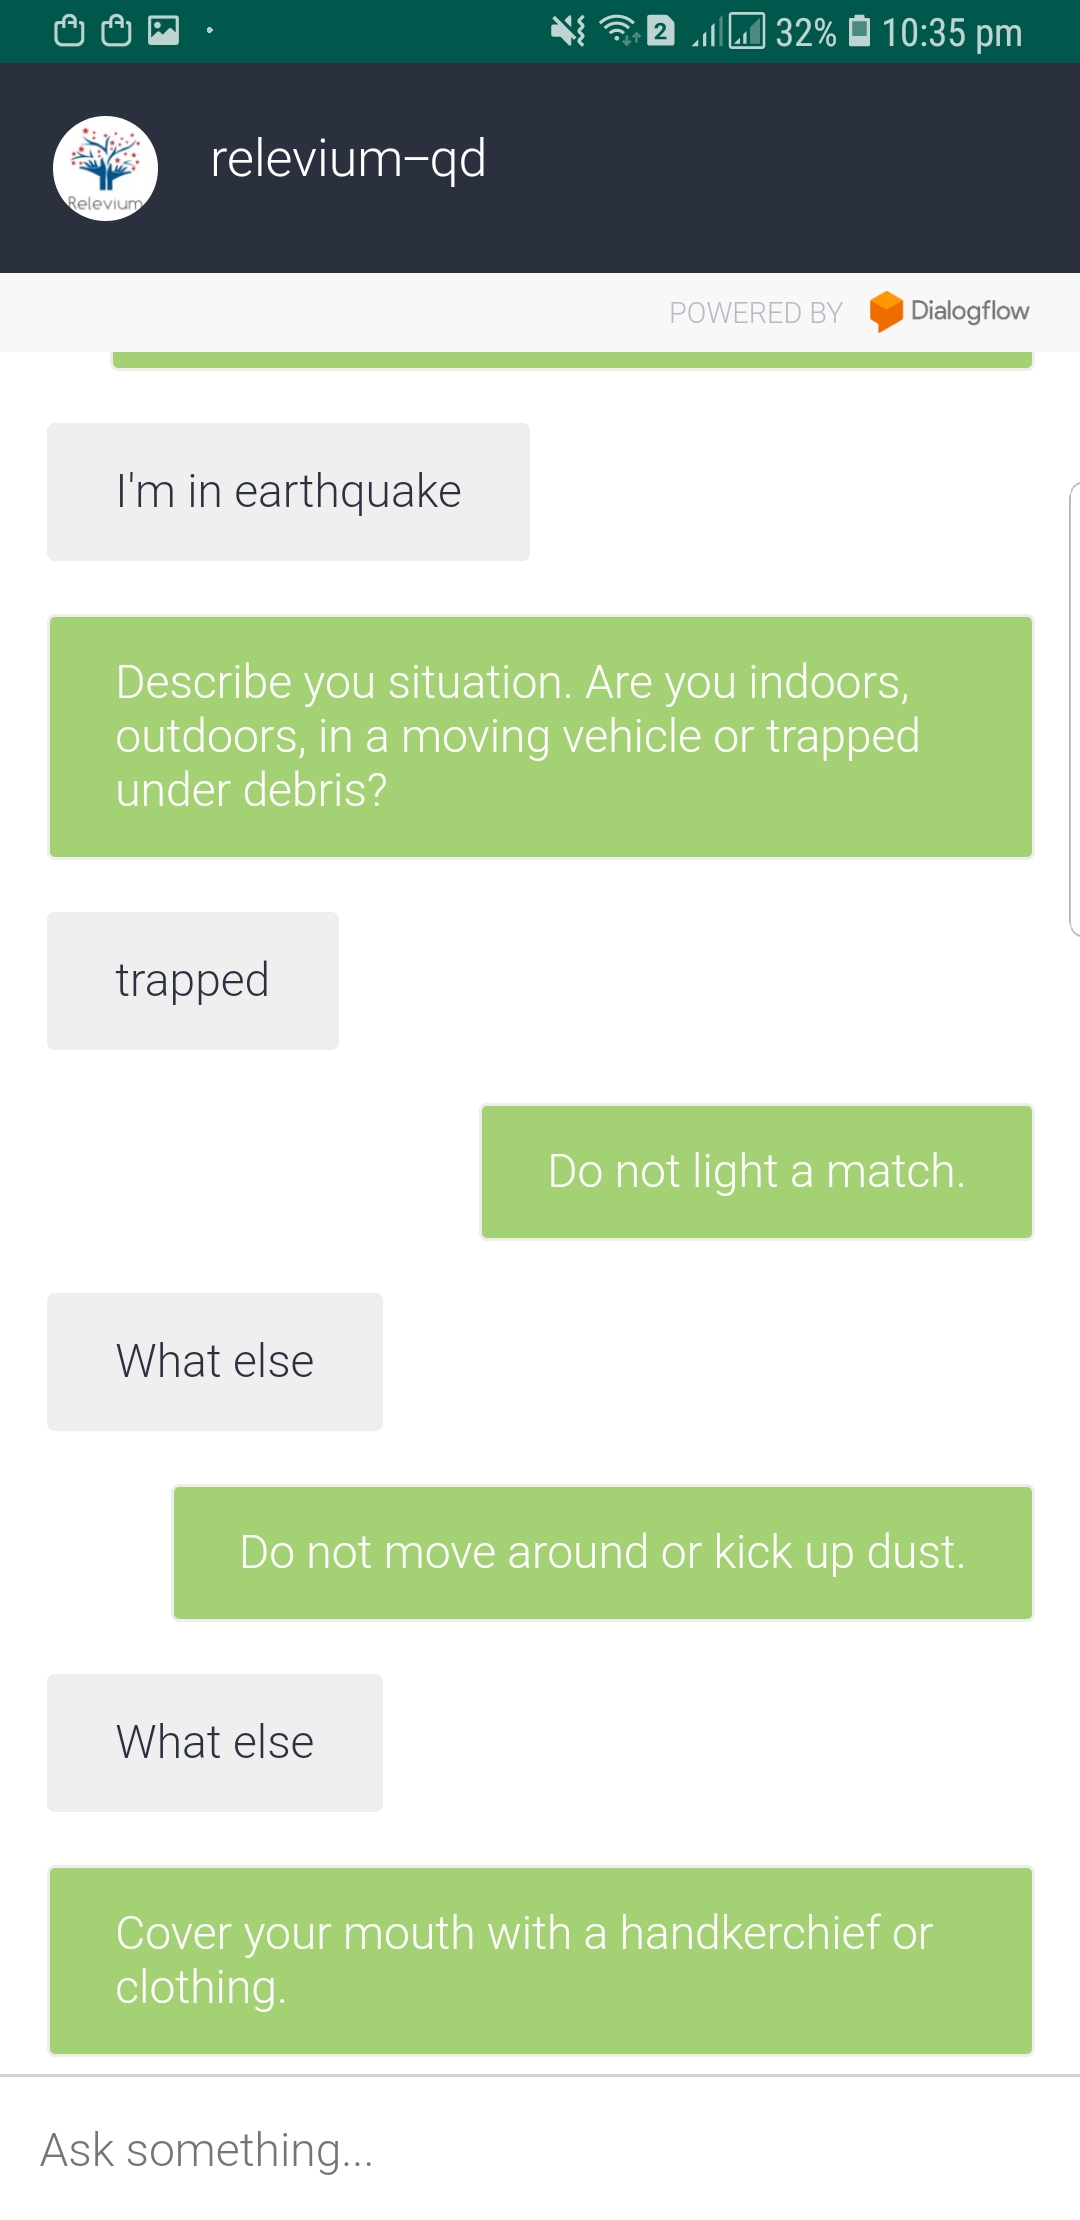 2 32% 10:35 pm
Relevium
relevium-qd
POWERED BY Dialogflow
I'm in earthquake
Describe you situation. Are you indoors,
outdoors, in a moving vehicle or trapped
under debris?
trapped
Do not light a match.
What else
Do not move around or kick up dust.
What else
Cover your mouth with a handkerchief or
clothing.
Ask something...